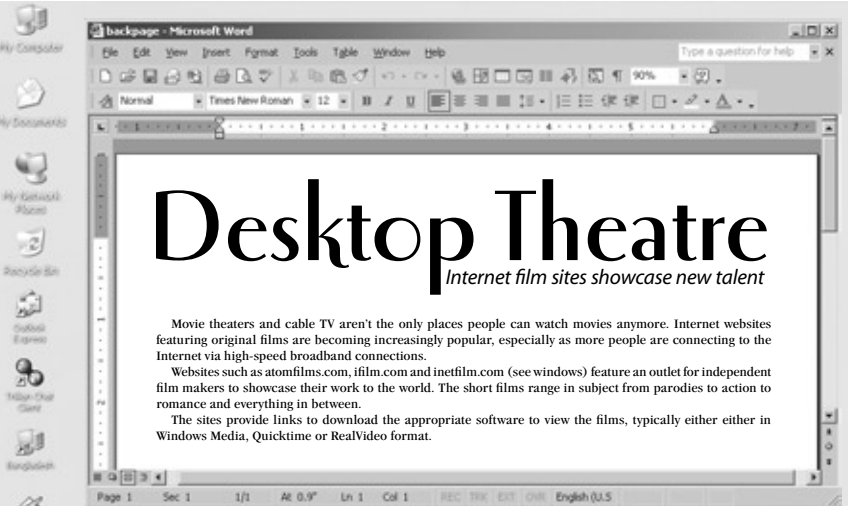 backpage - Microsoft Word
My Computer
File Edit View Insert Format Tools Table Window Help
Type a question for help
90%
Normal
Times New Roman
12
B I U
My Documents
My Network
Places
Recycle Bin
Outlook
Express
Desktop Theatre
Internet film sites showcase new talent
Movie theaters and cable TV aren't the only places people can watch movies anymore. Internet websites
featuring original films are becoming increasingly popular, especially as more people are connecting to the
Internet via high-speed broadband connections.
Websites such as atomfilms.com, ifilm.com and inetfilm.com (see windows) feature an outlet for independent
film makers to showcase their work to the world. The short films range in subject from parodies to action to
romance and everything in between.
The sites provide links to download the appropriate software to view the films, typically either either in
Windows Media, Quicktime or RealVideo format.
Page 1 Sec 1 1/1 At 0.9" Ln 1 Col 1 REC TRK EXT OVR English (U.S